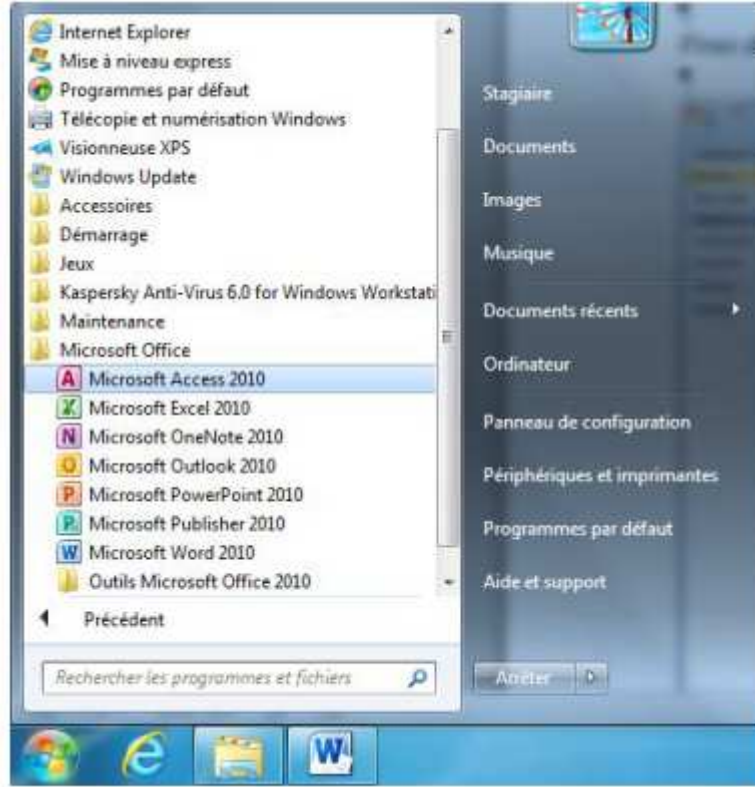 Internet Explorer
Mise à niveau express
Programmes par défaut
Télécopie et numérisation Windows
Visionneuse XPS
Windows Update
Accessoires
Démarrage
Jeux
Kaspersky Anti-Virus 6.0 for Windows Workstati
Maintenance
Microsoft Office
Microsoft Access 2010
Microsoft Excel 2010
Microsoft OneNote 2010
Microsoft Outlook 2010
Microsoft PowerPoint 2010
Microsoft Publisher 2010
Microsoft Word 2010
Outils Microsoft Office 2010
Précédent
Rechercher les programmes et fichiers
Stagiaire
Documents
Images
Musique
Documents récents
Ordinateur
Panneau de configuration
Périphériques et imprimantes
Programmes par défaut
Aide et support
Arrêter